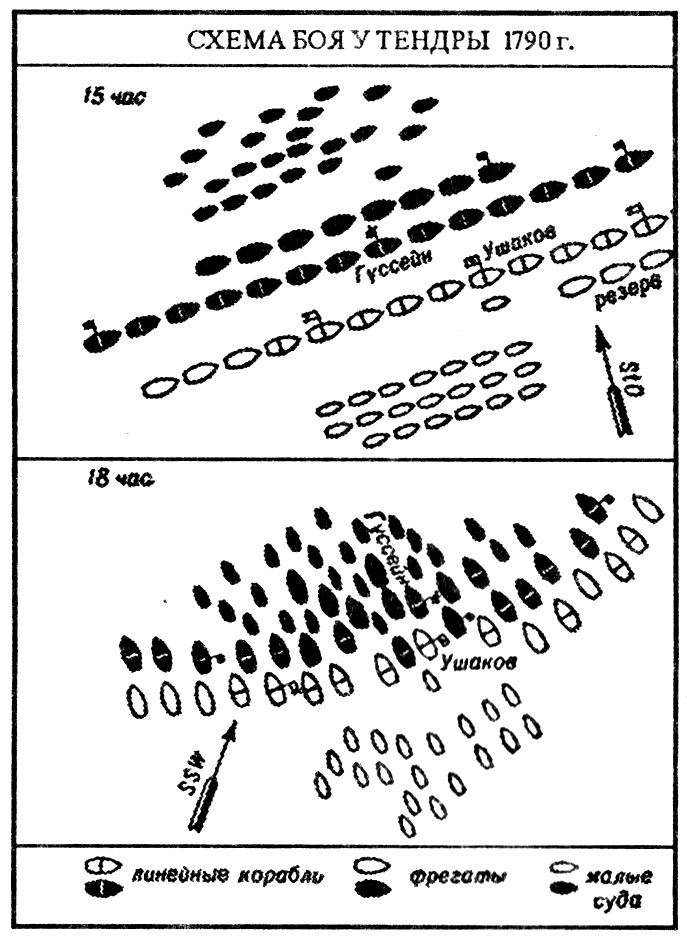 СХЕМА БОЯ У ТЕНДРЫ 1790 г.
15 час
Гуссейн
Ушаков
резерв
StO
18 час
Гуссейн
Ушаков
SSW
линейные корабли
фрегаты
малые
суда